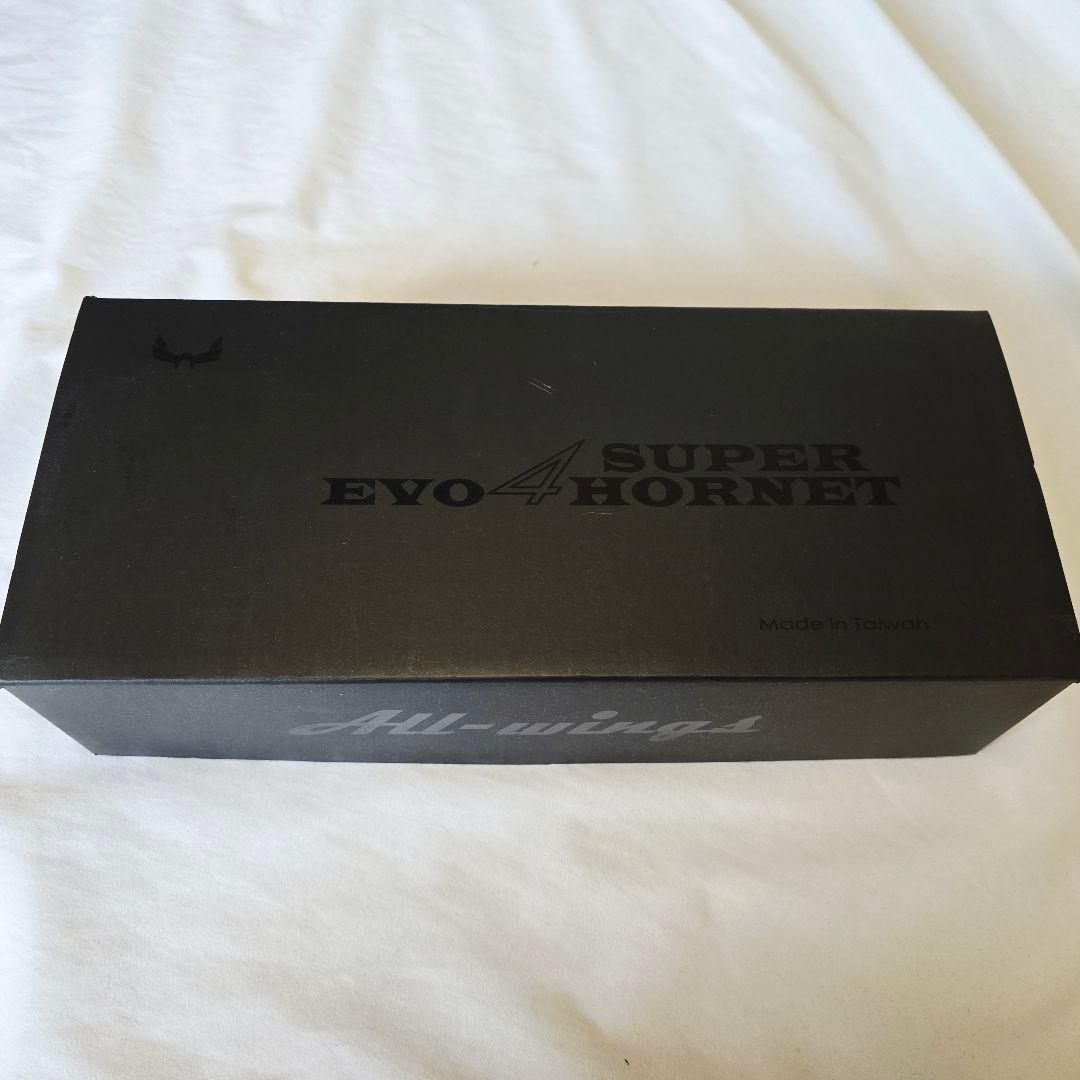 SUPER
EVO4HORNET
Made in Taiwan
All-wings